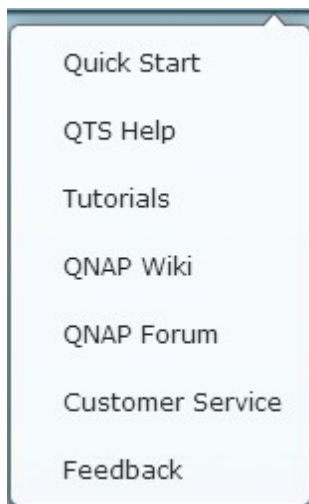 Quick Start
QTS Help
Tutorials
QNAP Wiki
QNAP Forum
Customer Service
Feedback